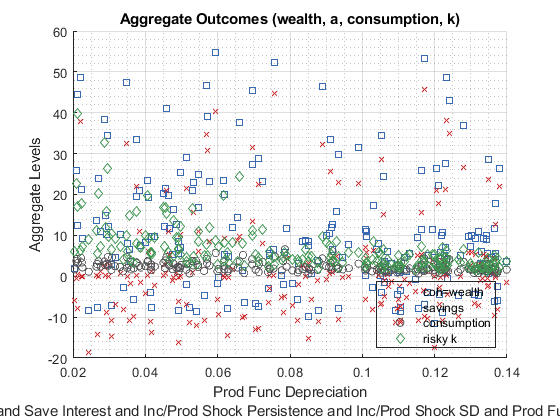 Aggregate Outcomes (wealth, a, consumption, k)
60
50
40
30
20
10
0
-10
-20
Aggregate Levels
0.02 0.04 0.06 0.08 0.1 0.12 0.14
Prod Func Depreciation
coh=wealth
savings
consumption
risky k
and Save Interest and Inc/Prod Shock Persistence and Inc/Prod Shock SD and Prod Fu